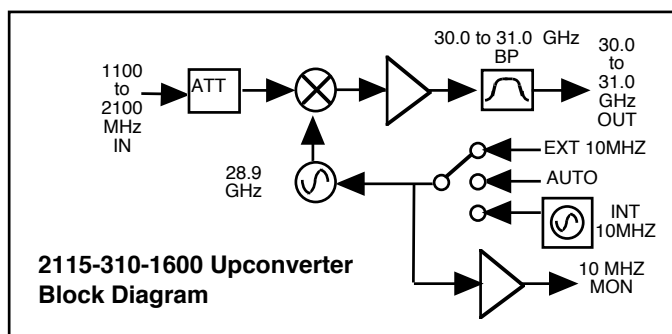 30.0 to 31.0 GHz
BP
1100
to
2100
MHz
IN
ATT
30.0
to
31.0
GHz
OUT
28.9
GHz
EXT 10MHZ
AUTO
INT
10MHZ
10 MHZ
MON
2115-310-1600 Upconverter
Block Diagram